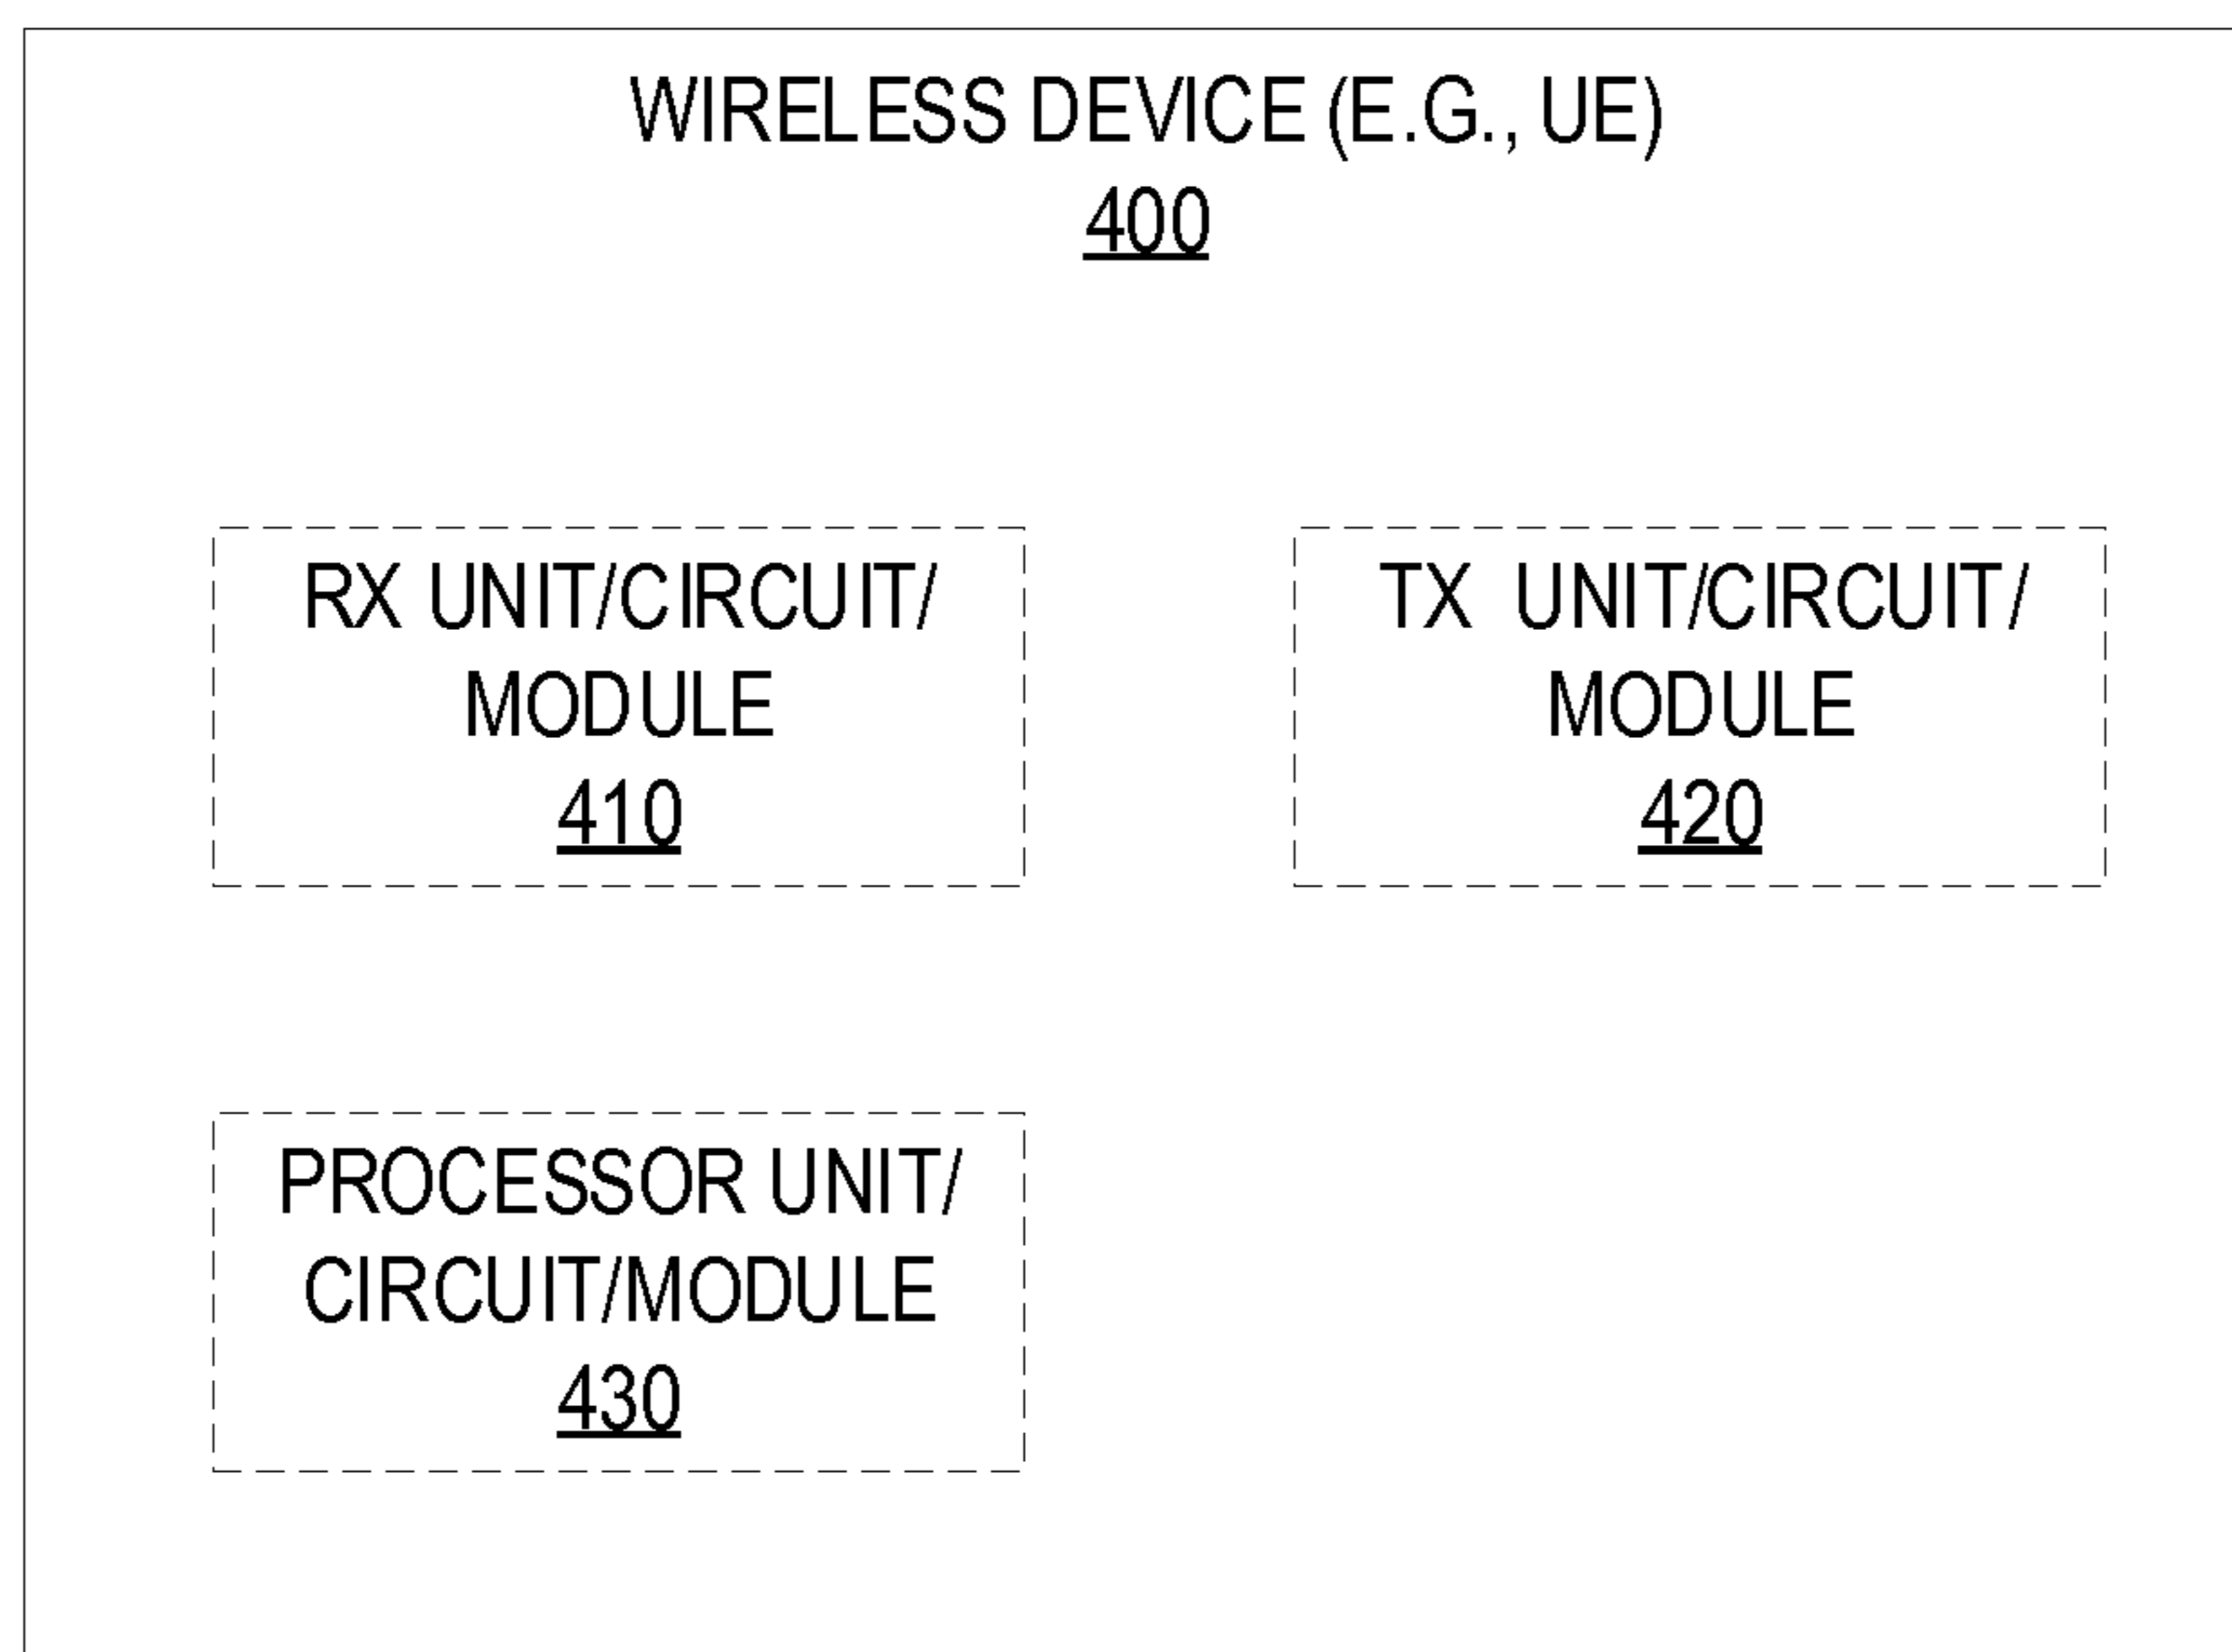 WIRELESS DEVICE (E.G., UE)
400
RX UNIT/CIRCUIT/
MODULE
410
TX UNIT/CIRCUIT/
MODULE
420
PROCESSOR UNIT/
CIRCUIT/MODULE
430